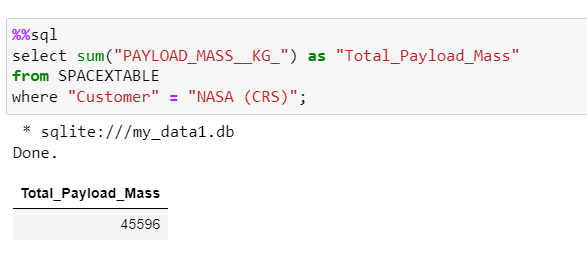 %%sql
select sum("PAYLOAD_MASS__KG_") as "Total_Payload_Mass"
from SPACEXTABLE
where "Customer" = "NASA (CRS)";
* sqlite:///my_data1.db
Done.
Total_Payload_Mass
45596